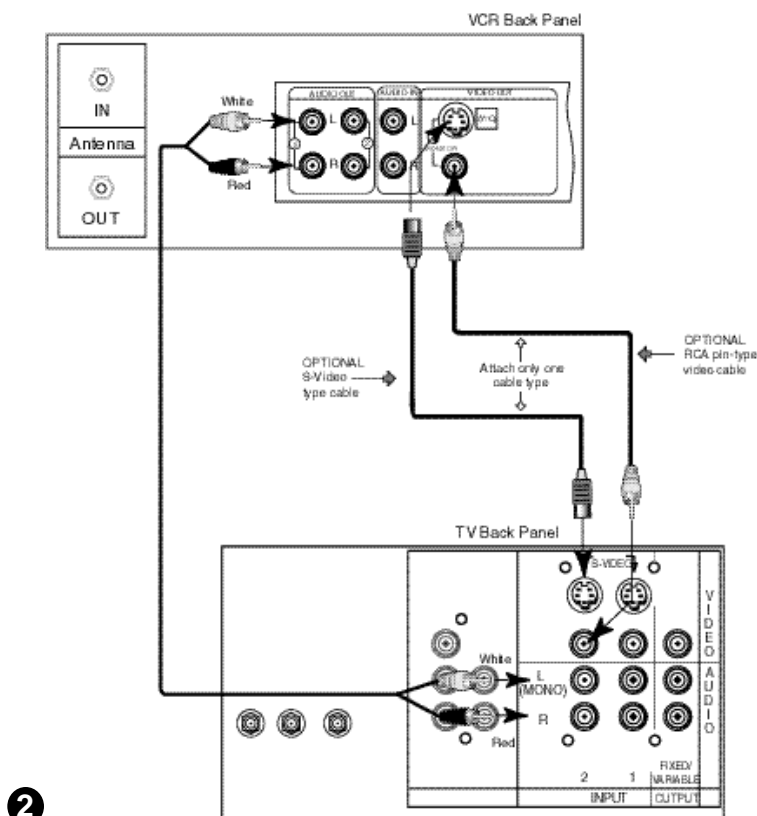 VCR Back Panel
IN
Antenna
OUT
White
Red
AUDIO OUT
L
R
AUDIO IN
L
R
VIDEO OUT
OPTIONAL
S-Video
type cable
Attach only one
cable type
OPTIONAL
RCA pin-type
video cable
TV Back Panel
S-VIDEO
1
VIDEO
AUDIO
White
L
(MONO)
R
Red
2
1
FIXED/
VARIABLE
INPUT
OUTPUT
2